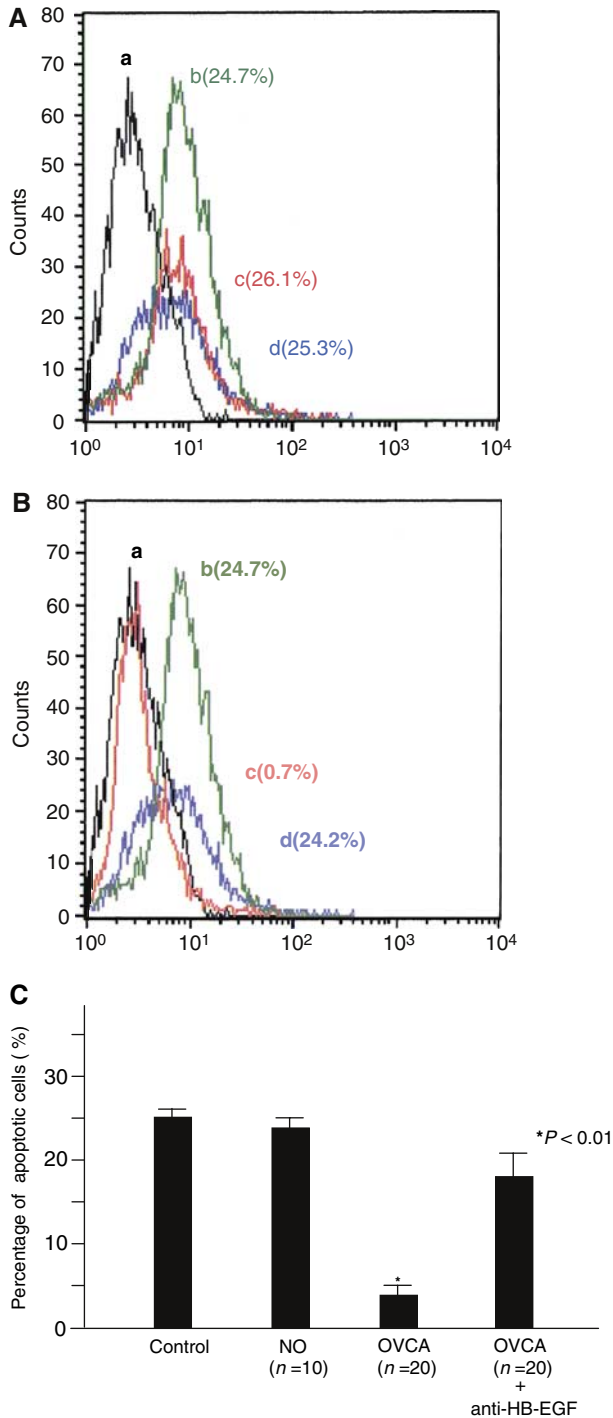 A
80
70
60
50
40
30
20
10
0
Counts
a
b(24.7%)
c(26.1%)
d(25.3%)
10⁰ 10¹ 10² 10³ 10⁴
B
80
70
60
50
40
30
20
10
0
Counts
a
b(24.7%)
c(0.7%)
d(24.2%)
10⁰ 10¹ 10² 10³ 10⁴
C
Percentage of apoptotic cells (%)
30
20
10
0
*P < 0.01
*
Control
NO
(n =10)
OVCA
(n =20)
OVCA
(n =20)
+
anti-HB-EGF